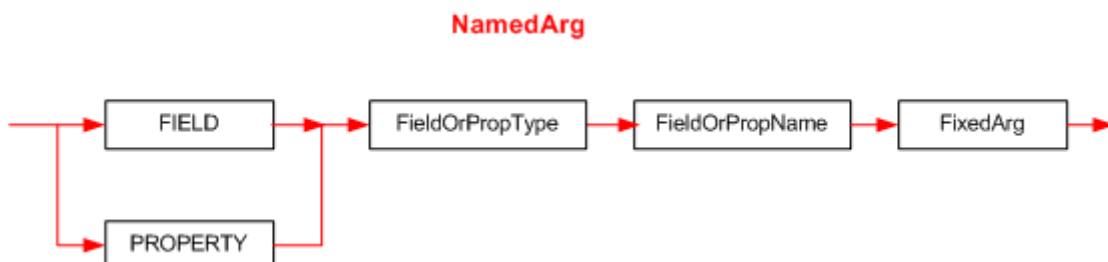 NamedArg
FIELD
FieldOrPropType
FieldOrPropName
FixedArg
PROPERTY